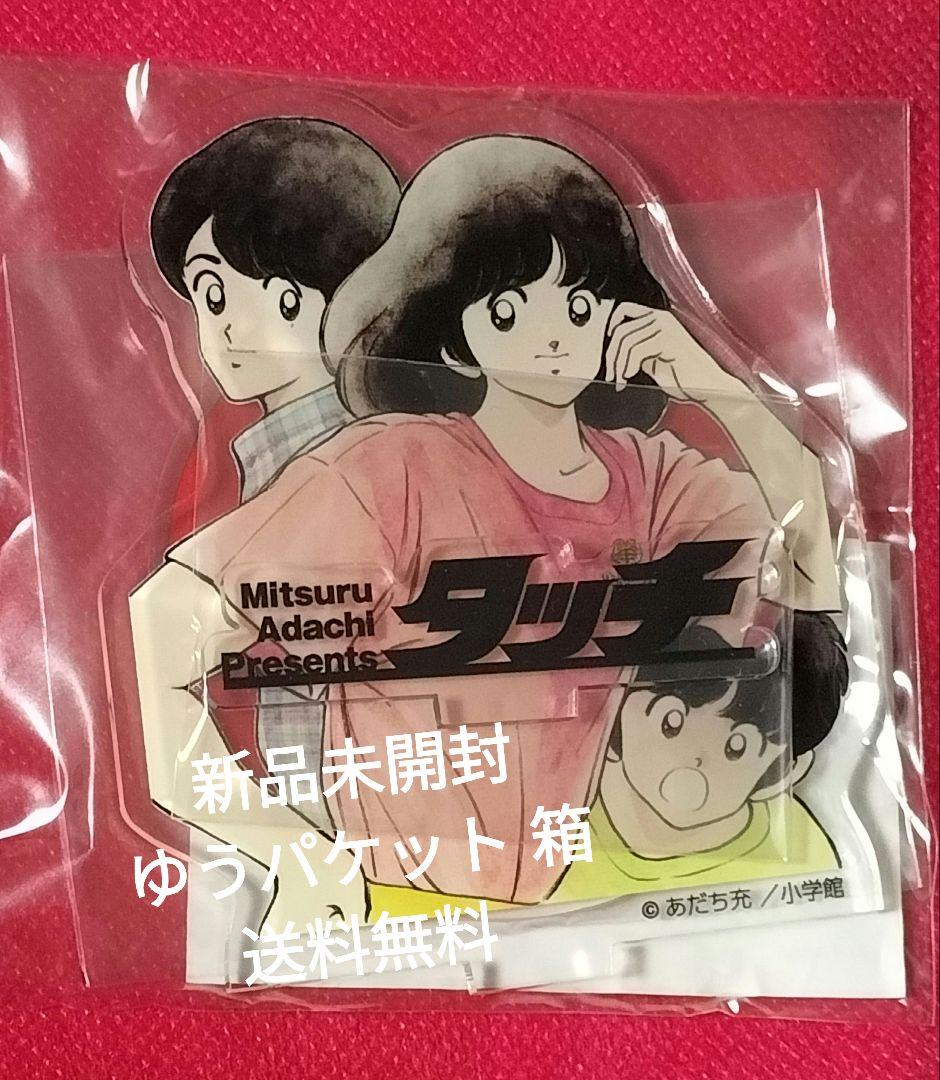 Mitsuru
Adachi
Presents
タッチ
新品未開封
ゆうパケット 箱
送料無料
© あだち充 ／小学館